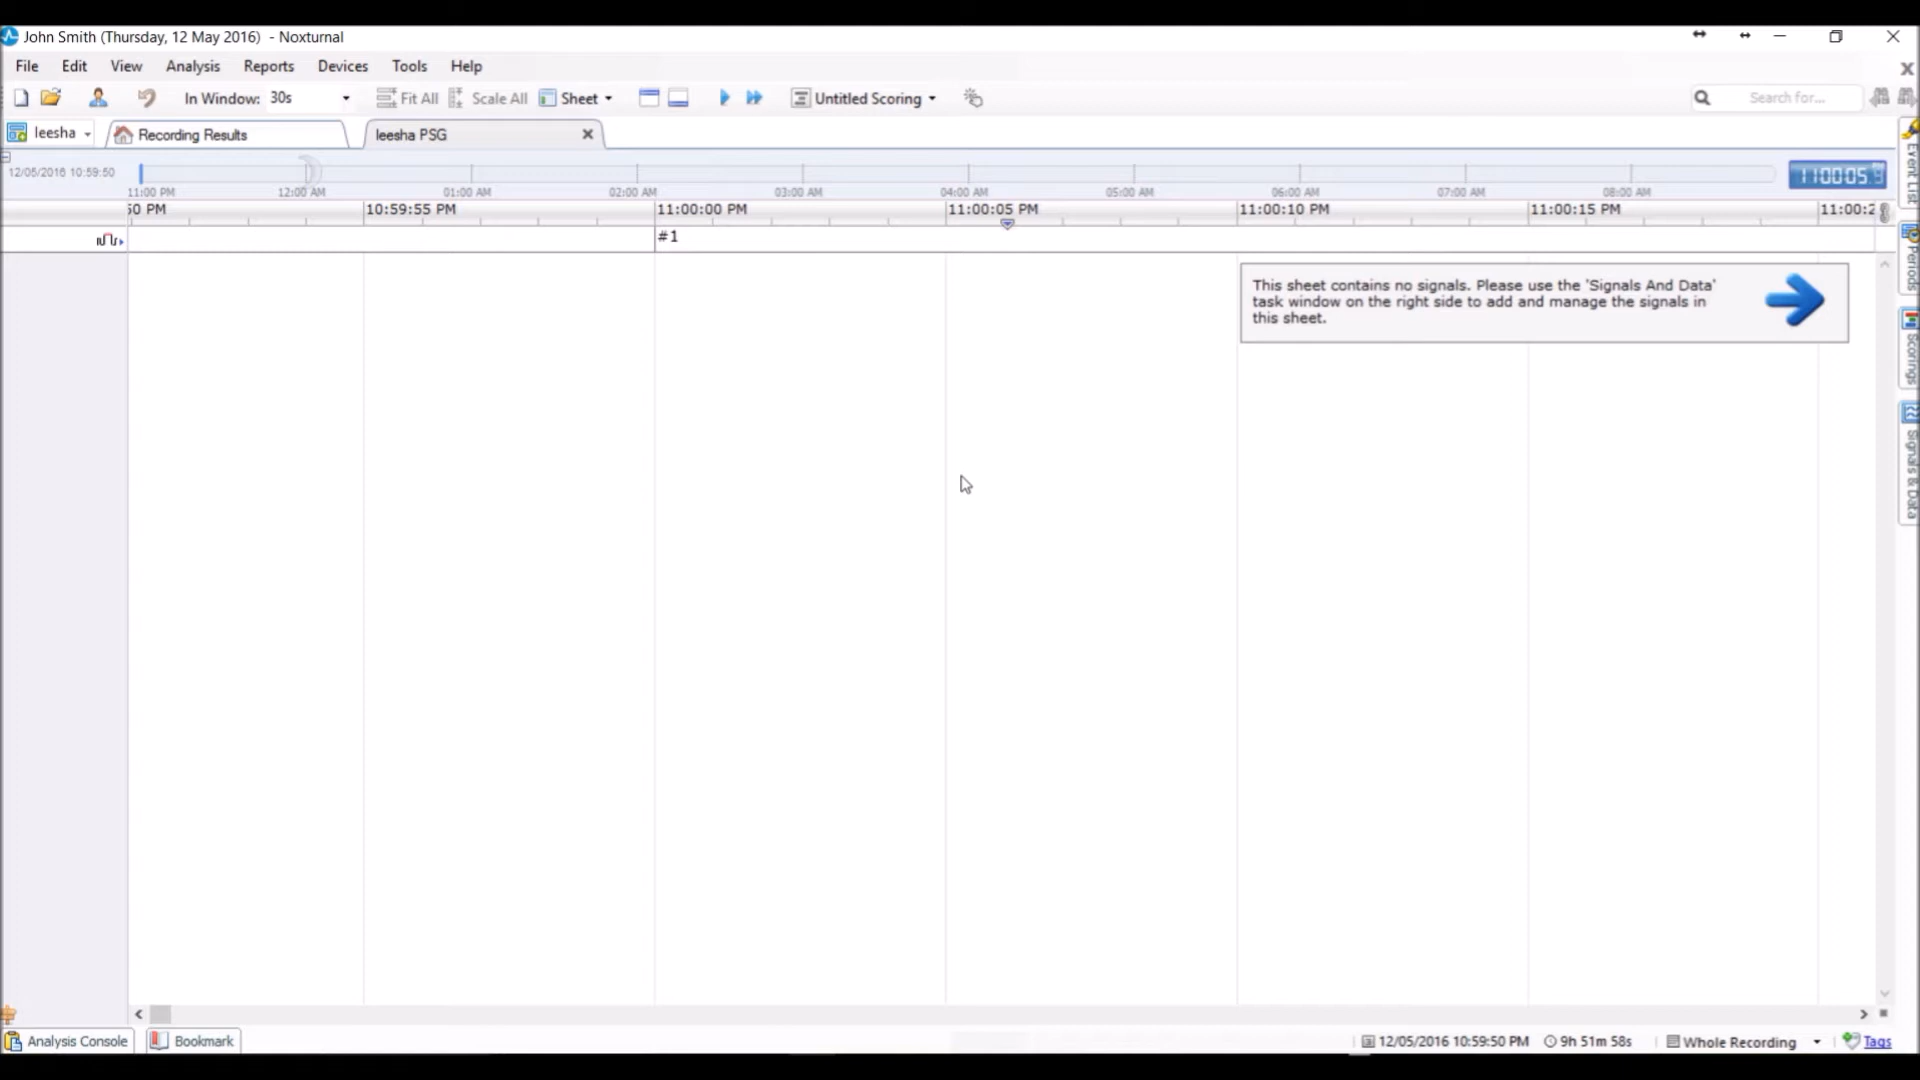 John Smith (Thursday, 12 May 2016) - Noxturnal
File Edit View Analysis Reports Devices Tools Help
In Window: 30s Fit All Scale All Sheet Untitled Scoring Search for...
leesha Recording Results leesha PSG
12/05/2016 10:59:50
11:00 PM 12:00 AM 01:00 AM 02:00 AM 03:00 AM 04:00 AM 05:00 AM 06:00 AM 07:00 AM 08:00 AM
50 PM 10:59:55 PM 11:00:00 PM 11:00:05 PM 11:00:10 PM 11:00:15 PM 11:00:2
#1
This sheet contains no signals. Please use the 'Signals And Data'
task window on the right side to add and manage the signals in
this sheet.
Event List
Periods
Scorings
Signals & Data
Analysis Console Bookmark 12/05/2016 10:59:50 PM 9h 51m 58s Whole Recording Tags